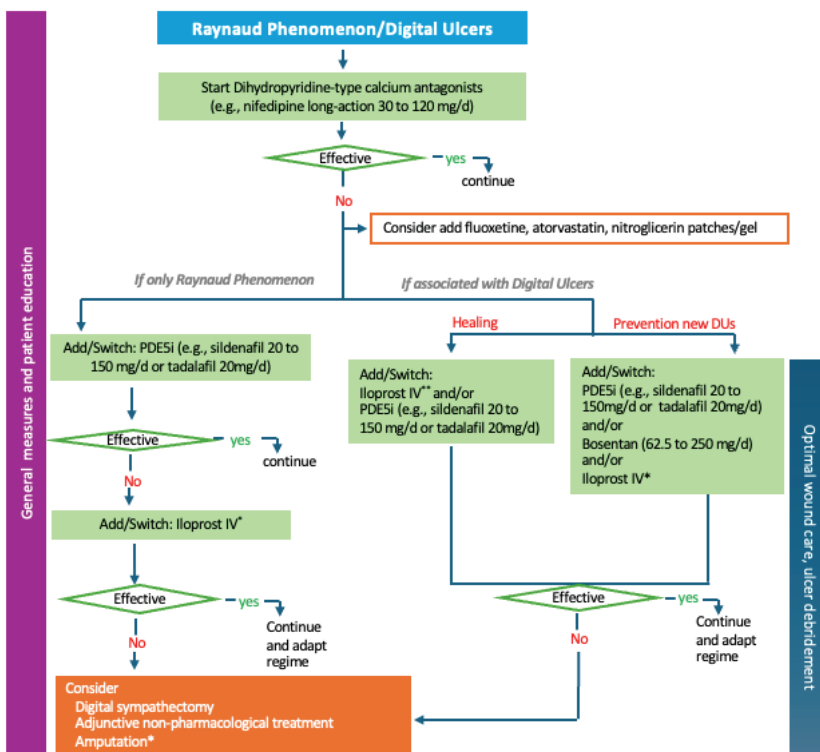 Raynaud Phenomenon/Digital Ulcers
Start Dihydropyridine-type calcium antagonists
(e.g., nifedipine long-action 30 to 120 mg/d)
Effective
yes
continue
No
Consider add fluoxetine, atorvastatin, nitroglicerin patches/gel
If only Raynaud Phenomenon
If associated with Digital Ulcers
Healing
Prevention new DUs
Add/Switch: PDE5i (e.g., sildenafil 20 to
150 mg/d or tadalafil 20mg/d)
Effective
yes
continue
No
Add/Switch: Iloprost IV*
Effective
yes
Continue
and adapt
regime
No
Add/Switch:
Iloprost IV** and/or
PDE5i (e.g., sildenafil 20 to
150 mg/d or tadalafil 20mg/d)
Add/Switch:
PDE5i (e.g., sildenafil 20 to
150mg/d or tadalafil 20mg/d)
and/or
Bosentan (62.5 to 250 mg/d)
and/or
Iloprost IV*
Effective
yes
Continue
and adapt
regime
No
Consider
Digital sympathectomy
Adjunctive non-pharmacological treatment
Amputation*
General measures and patient education
Optimal wound care, ulcer debridement